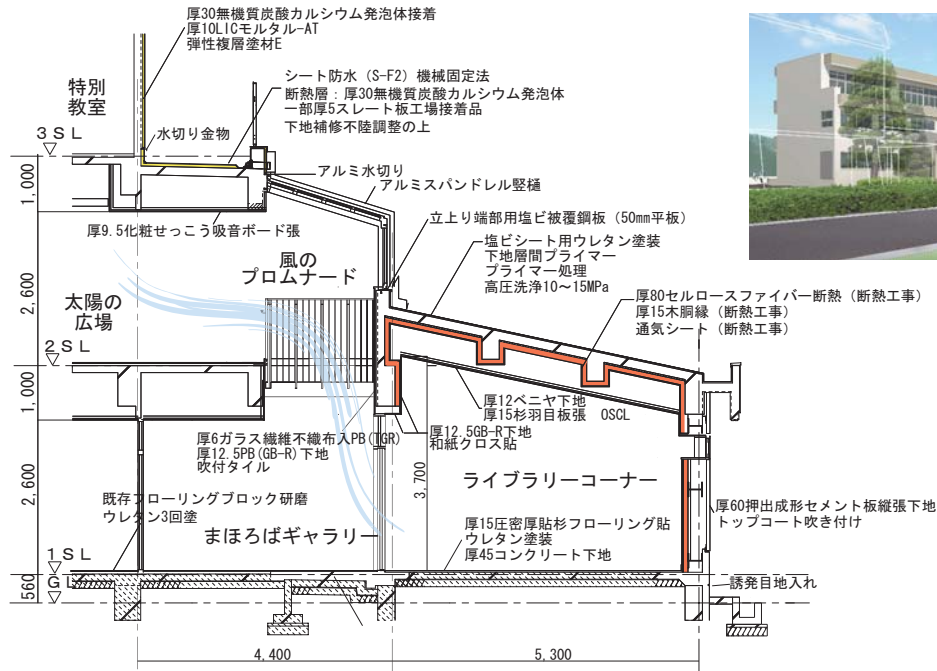 厚30無機質炭酸カルシウム発泡体接着
厚10LICモルタル-AT
弾性複層塗材E
シート防水（S-F2）機械固定法
断熱層：厚30無機質炭酸カルシウム発泡体
一部厚5スレート板工場接着品
下地補修不陸調整の上
特別
教室
3SL
水切り金物
アルミ水切り
アルミスパンドレル竪樋
1,000
厚9.5化粧せっこう吸音ボード張
立上り端部用塩ビ被覆鋼板（50mm平板）
塩ビシート用ウレタン塗装
下地層間プライマー
プライマー処理
高圧洗浄10～15MPa
風の
プロムナード
厚80セルロースファイバー断熱（断熱工事）
厚15木胴縁（断熱工事）
通気シート（断熱工事）
2,600
太陽の
広場
2SL
1,000
厚12ベニヤ下地
厚15杉羽目板張 OSCL
厚12.5GB-R下地
和紙クロス貼
厚6ガラス繊維不織布入PB(TGR)
厚12.5PB(GB-R)下地
吹付タイル
3,700
2,600
ライブラリーコーナー
既存フローリングブロック研磨
ウレタン3回塗
まほろばギャラリー
厚60押出成形セメント板縦張下地
トップコート吹き付け
厚15圧密厚貼杉フローリング貼
ウレタン塗装
厚45コンクリート下地
1SL
GL
560
誘発目地入れ
4,400
5,300